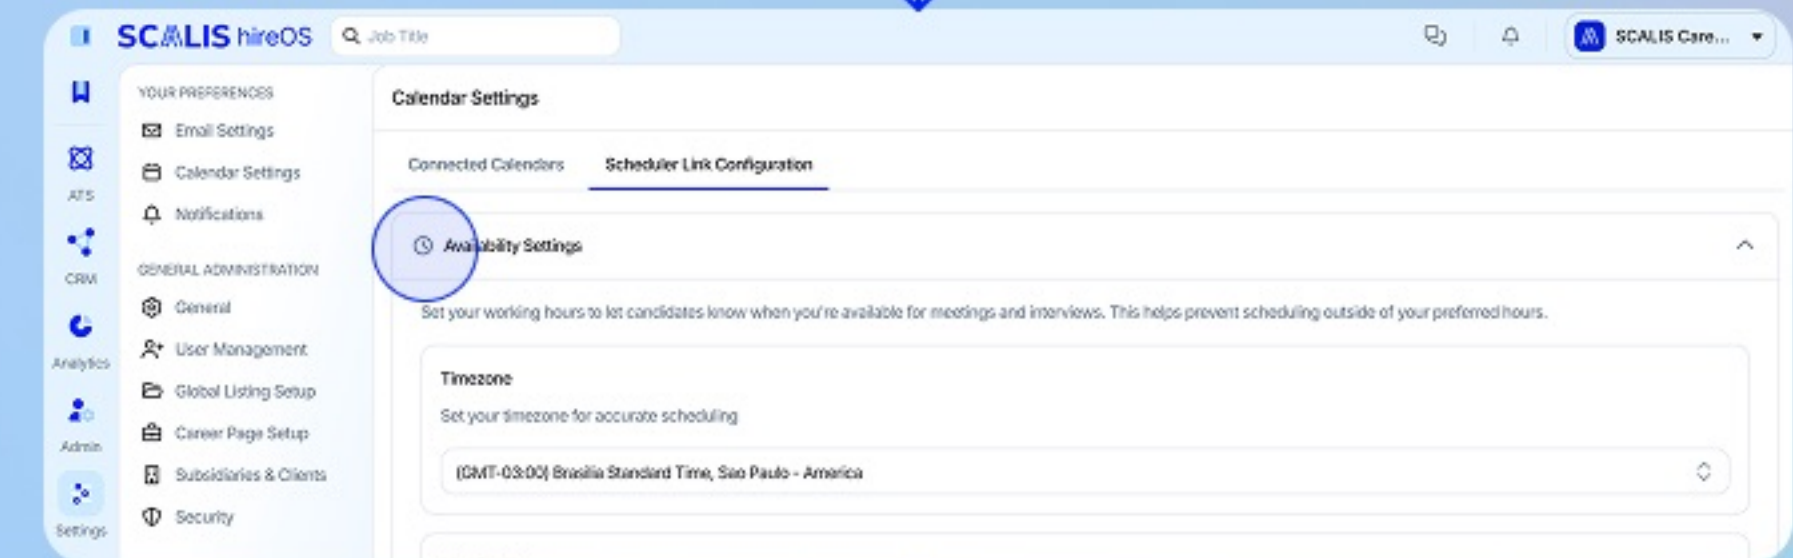 SCALIS hireOS
Job Title
SCALIS Care...
ATS
CRM
Analytics
Admin
Settings
YOUR PREFERENCES
Email Settings
Calendar Settings
Notifications
GENERAL ADMINISTRATION
General
User Management
Global Listing Setup
Career Page Setup
Subsidiaries & Clients
Security
Calendar Settings
Connected Calendars
Scheduler Link Configuration
Availability Settings
Set your working hours to let candidates know when you're available for meetings and interviews. This helps prevent scheduling outside of your preferred hours.
Timezone
Set your timezone for accurate scheduling
(GMT-03:00) Brasilia Standard Time, Sao Paulo - America